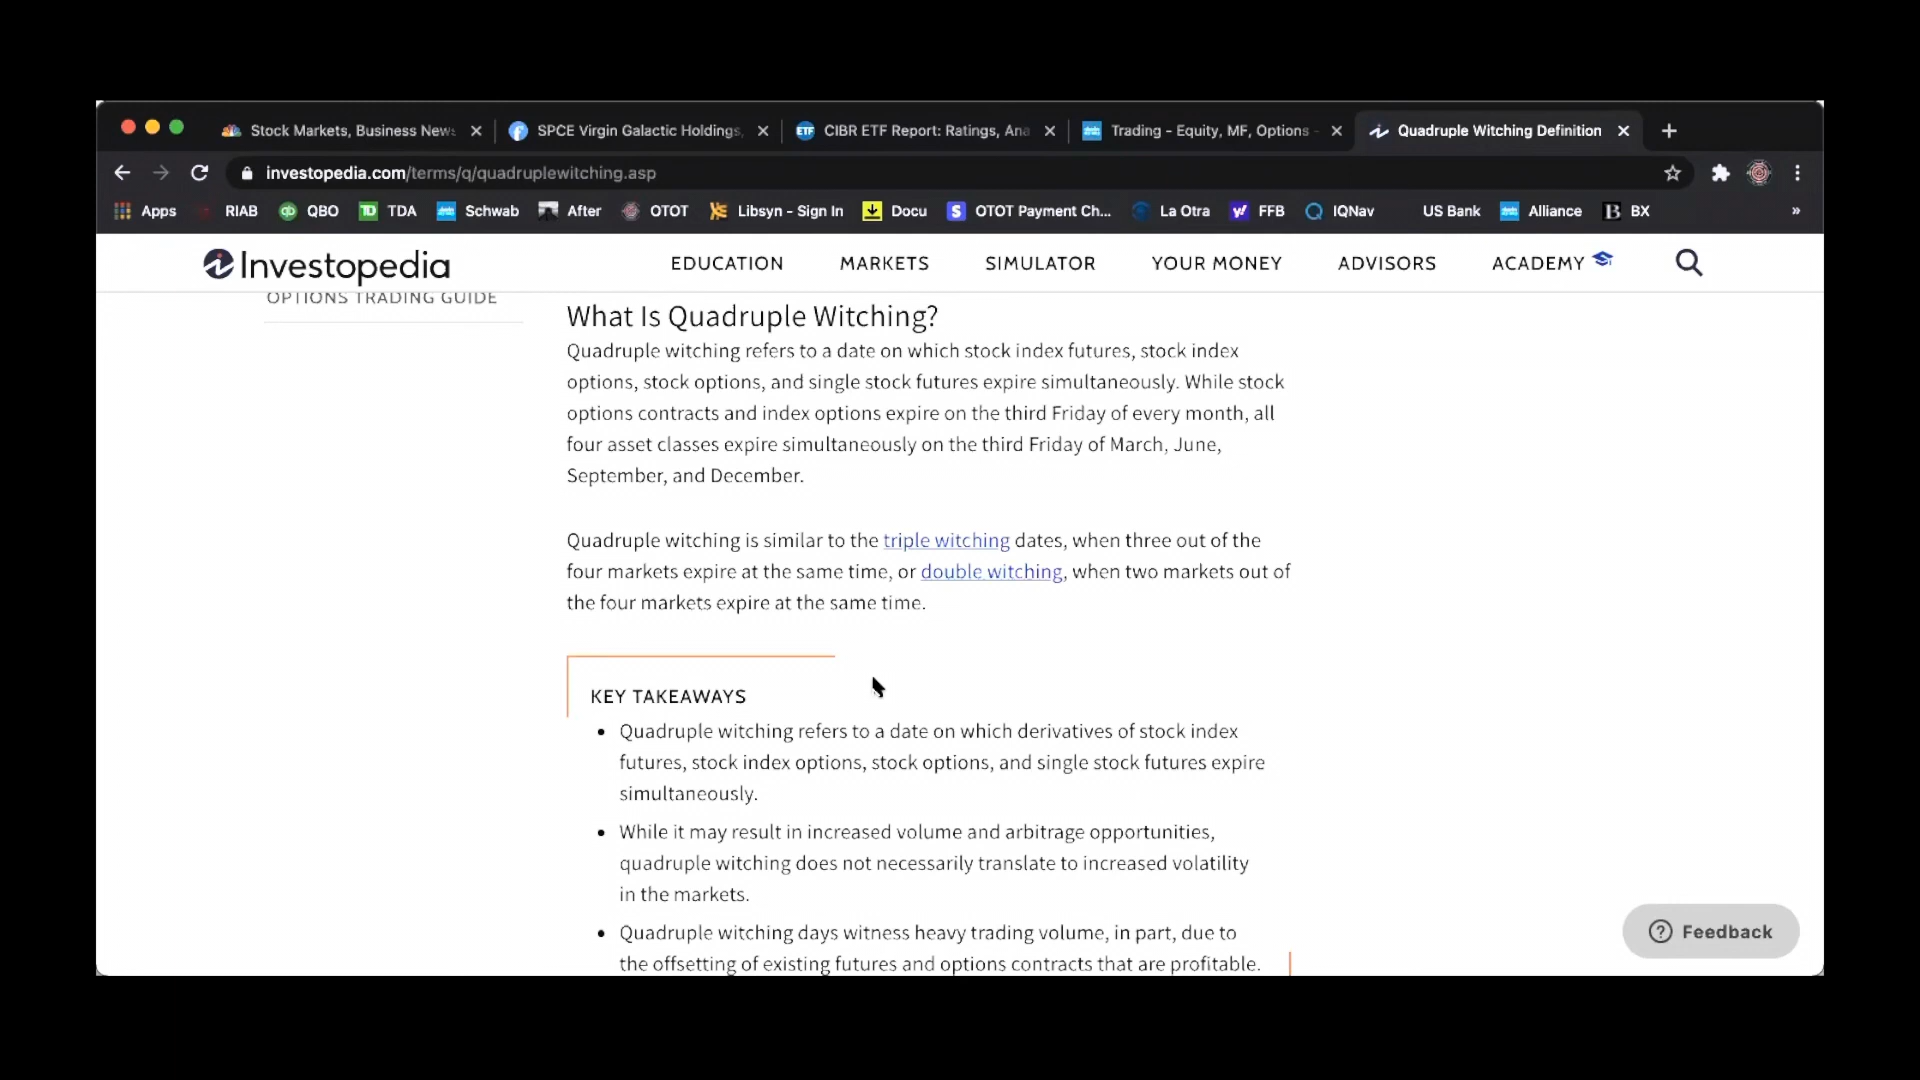 Stock Markets, Business News
SPCE Virgin Galactic Holdings,
CIBR ETF Report: Ratings, Ana
Trading - Equity, MF, Options -
Quadruple Witching Definition
investopedia.com/terms/q/quadruplewitching.asp
Apps RIAB QBO TDA Schwab After OTOT Libsyn - Sign In Docu OTOT Payment Ch... La Otra FFB IQNav US Bank Alliance BX »
Investopedia
EDUCATION MARKETS SIMULATOR YOUR MONEY ADVISORS ACADEMY
OPTIONS TRADING GUIDE
What Is Quadruple Witching?
Quadruple witching refers to a date on which stock index futures, stock index
options, stock options, and single stock futures expire simultaneously. While stock
options contracts and index options expire on the third Friday of every month, all
four asset classes expire simultaneously on the third Friday of March, June,
September, and December.
Quadruple witching is similar to the triple witching dates, when three out of the
four markets expire at the same time, or double witching, when two markets out of
the four markets expire at the same time.
KEY TAKEAWAYS
• Quadruple witching refers to a date on which derivatives of stock index
futures, stock index options, stock options, and single stock futures expire
simultaneously.
• While it may result in increased volume and arbitrage opportunities,
quadruple witching does not necessarily translate to increased volatility
in the markets.
• Quadruple witching days witness heavy trading volume, in part, due to
the offsetting of existing futures and options contracts that are profitable.
Feedback